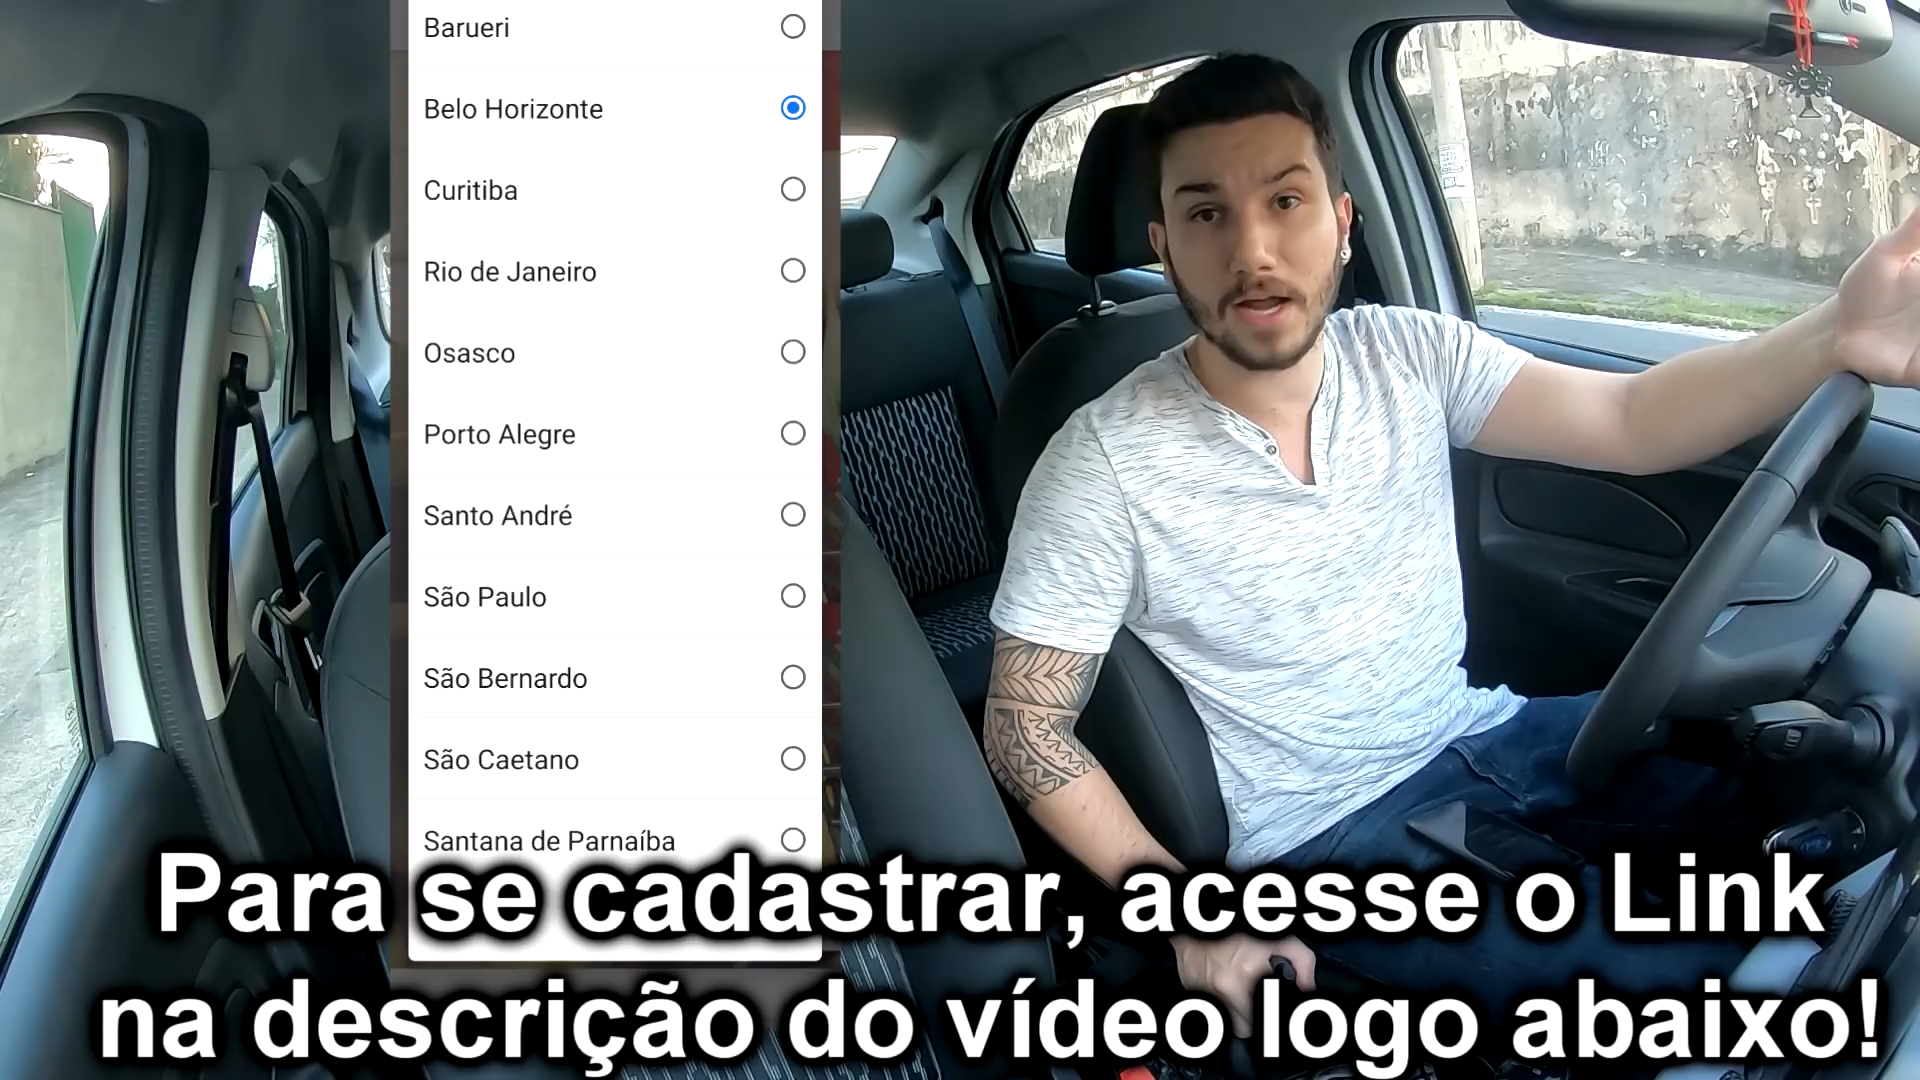 Barueri
Belo Horizonte
Curitiba
Rio de Janeiro
Osasco
Porto Alegre
Santo André
São Paulo
São Bernardo
São Caetano
Santana de Parnaíba
Para se cadastrar, acesse o Link
na descrição do vídeo logo abaixo!